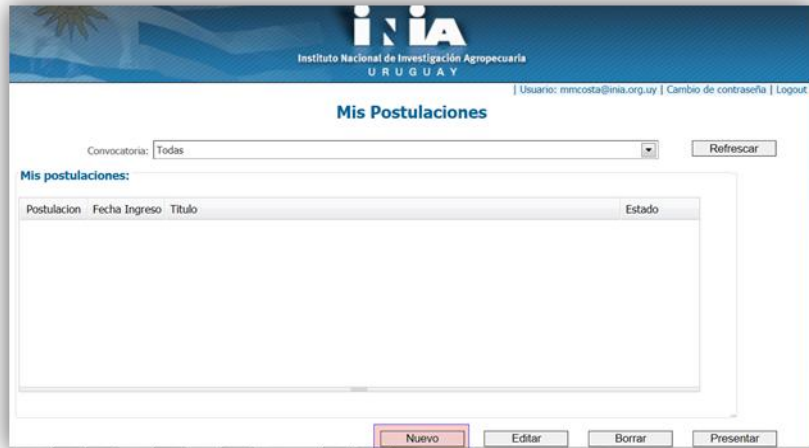 INIA
Instituto Nacional de Investigación Agropecuaria
URUGUAY
| Usuario: mmcosta@inia.org.uy | Cambio de contraseña | Logout
Mis Postulaciones
Convocatoria: Todas Refrescar
Mis postulaciones:
Postulacion Fecha Ingreso Titulo Estado
Nuevo Editar Borrar Presentar